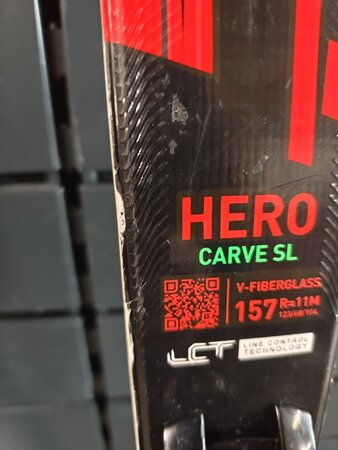 HERO
CARVE SL
V-FIBERGLASS
157 R=11M
123/68/104
LCT LINE CONTROL
TECHNOLOGY